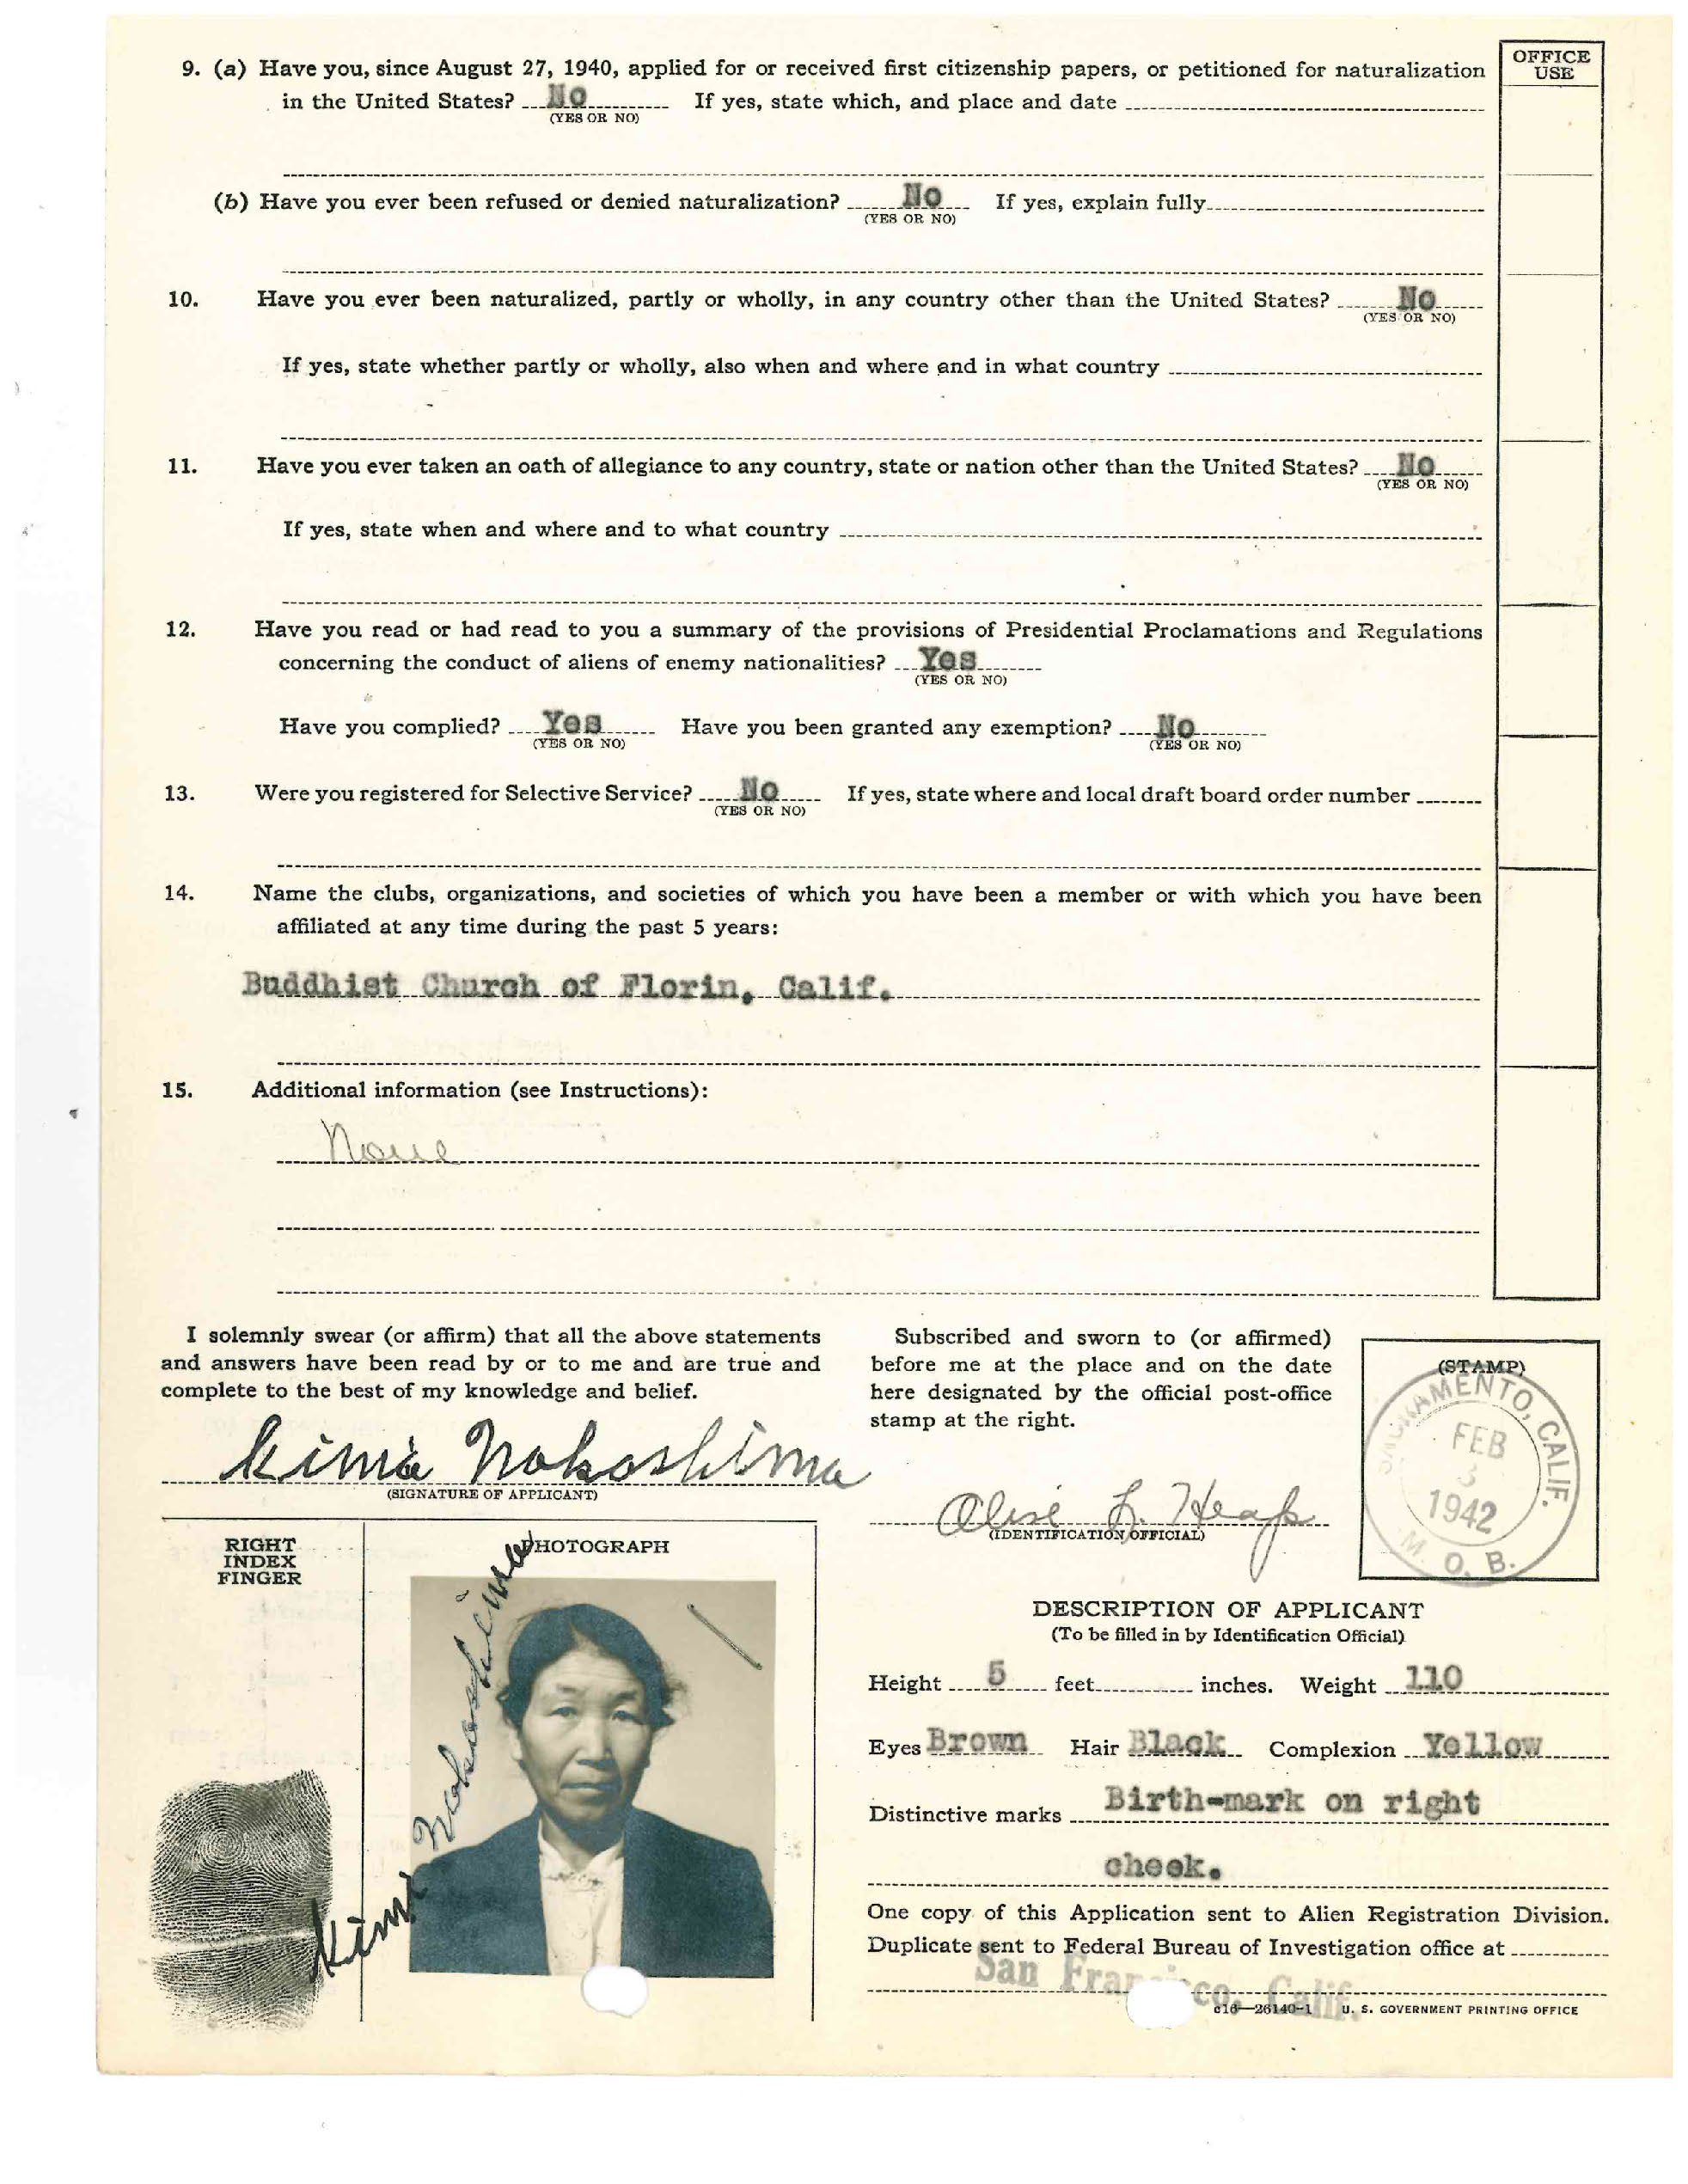 OFFICE
USE
9. (a) Have you, since August 27, 1940, applied for or received first citizenship papers, or petitioned for naturalization
in the United States? No If yes, state which, and place and date
(YES OR NO)
(b) Have you ever been refused or denied naturalization? No If yes, explain fully
(YES OR NO)
10. Have you ever been naturalized, partly or wholly, in any country other than the United States? No
(YES OR NO)
If yes, state whether partly or wholly, also when and where and in what country
11. Have you ever taken an oath of allegiance to any country, state or nation other than the United States? No
(YES OR NO)
If yes, state when and where and to what country
12. Have you read or had read to you a summary of the provisions of Presidential Proclamations and Regulations
concerning the conduct of aliens of enemy nationalities? Yes
(YES OR NO)
Have you complied? Yes Have you been granted any exemption? No
(YES OR NO) (YES OR NO)
13. Were you registered for Selective Service? No If yes, state where and local draft board order number
(YES OR NO)
14. Name the clubs, organizations, and societies of which you have been a member or with which you have been
affiliated at any time during the past 5 years:
Buddhist Church of Florin, Calif.
15. Additional information (see Instructions):
None
I solemnly swear (or affirm) that all the above statements
and answers have been read by or to me and are true and
complete to the best of my knowledge and belief.
(SIGNATURE OF APPLICANT)
Subscribed and sworn to (or affirmed)
before me at the place and on the date
here designated by the official post-office
stamp at the right.
L. Heap
(IDENTIFICATION OFFICIAL)
(STAMP)
SACRAMENTO, CALIF.
FEB
3
1942
M. O. B.
RIGHT
INDEX
FINGER
PHOTOGRAPH
DESCRIPTION OF APPLICANT
(To be filled in by Identification Official)
Height 5 feet inches. Weight 110
Eyes Brown Hair Black Complexion Yellow
Distinctive marks Birth-mark on right
cheek.
One copy of this Application sent to Alien Registration Division.
Duplicate sent to Federal Bureau of Investigation office at
San Francisco, Calif.
c16—26140-1 U. S. GOVERNMENT PRINTING OFFICE